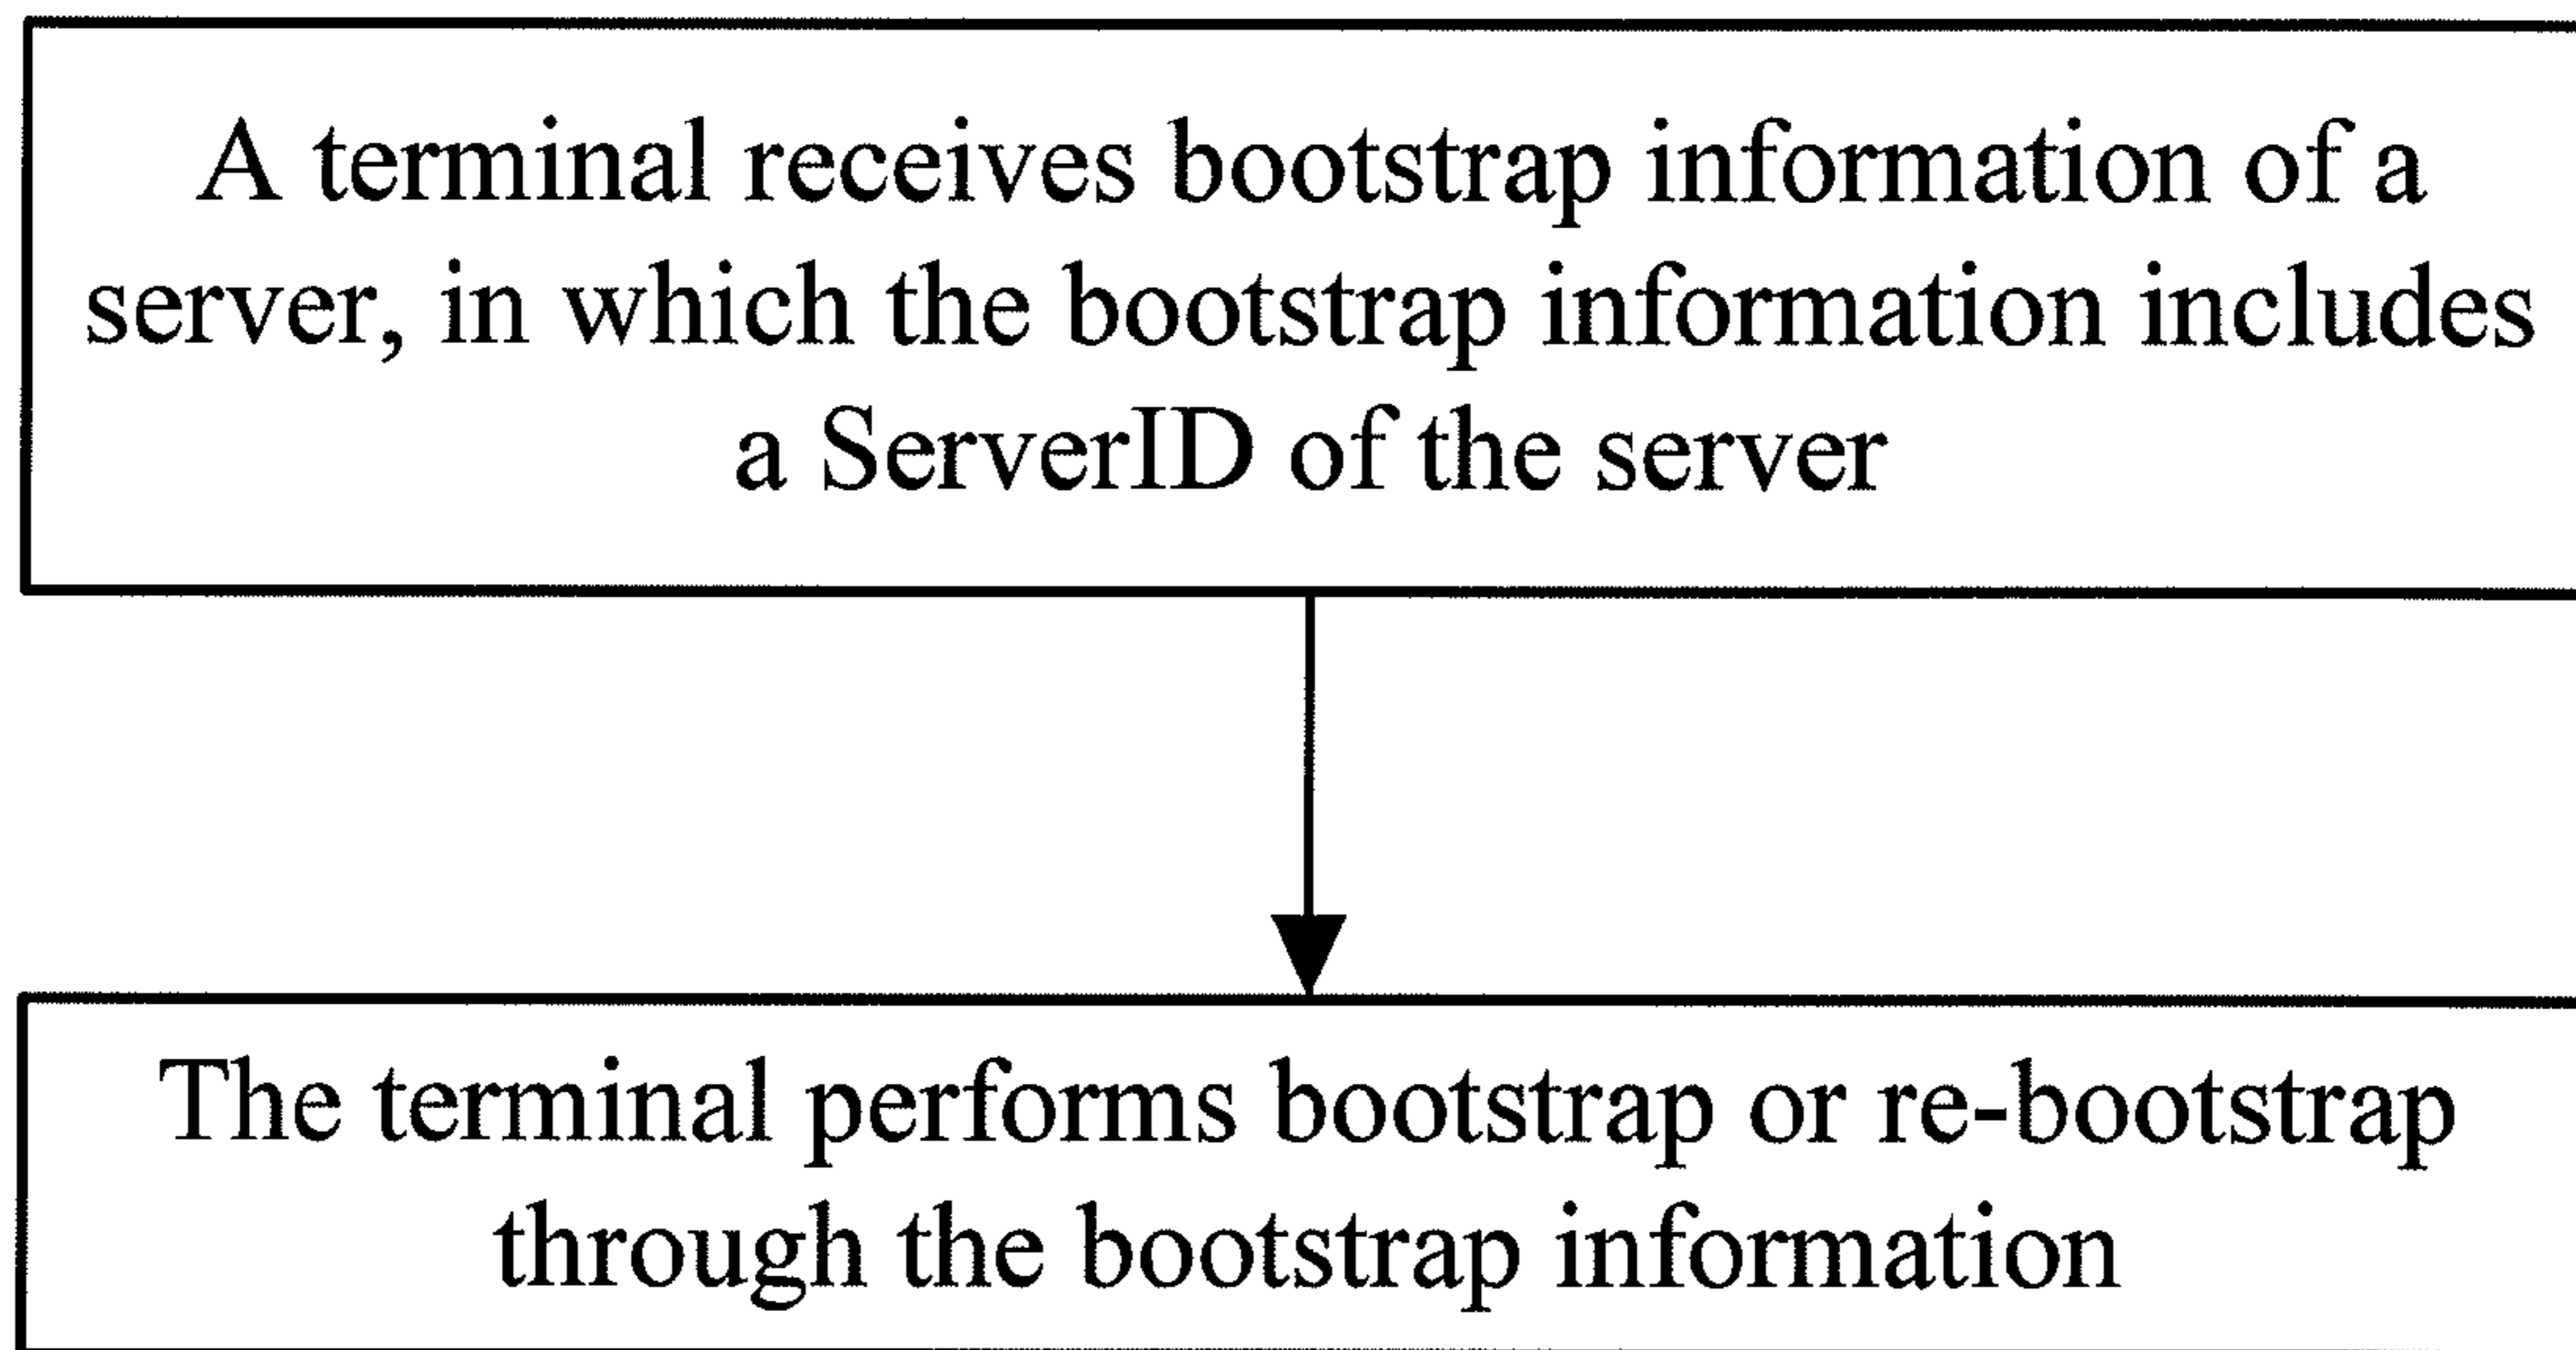 A terminal receives bootstrap information of a
server, in which the bootstrap information includes
a ServerID of the server
The terminal performs bootstrap or re-bootstrap
through the bootstrap information